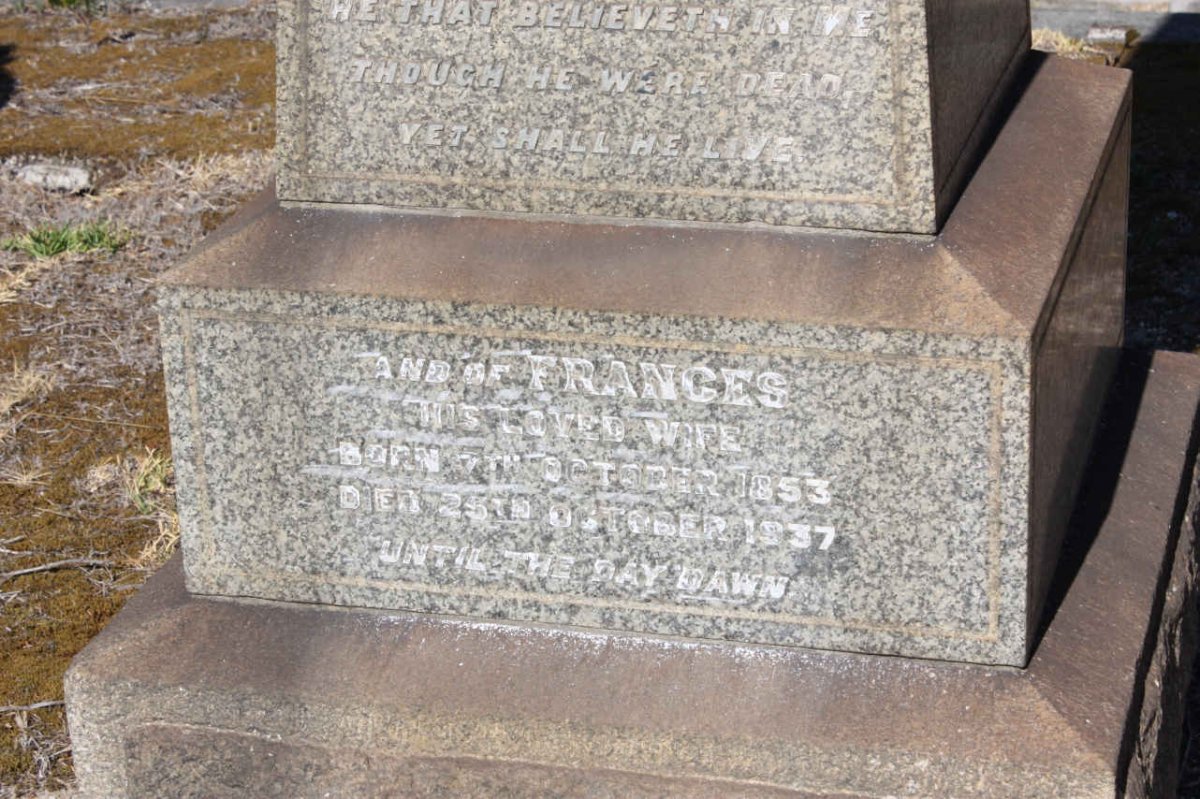 HE THAT BELIEVETH IN ME
THOUGH HE WERE DEAD,
YET SHALL HE LIVE.
AND OF FRANCES
HIS LOVED WIFE
BORN 7TH OCTOBER 1853
DIED 25TH OCTOBER 1937
UNTIL THE DAY DAWN